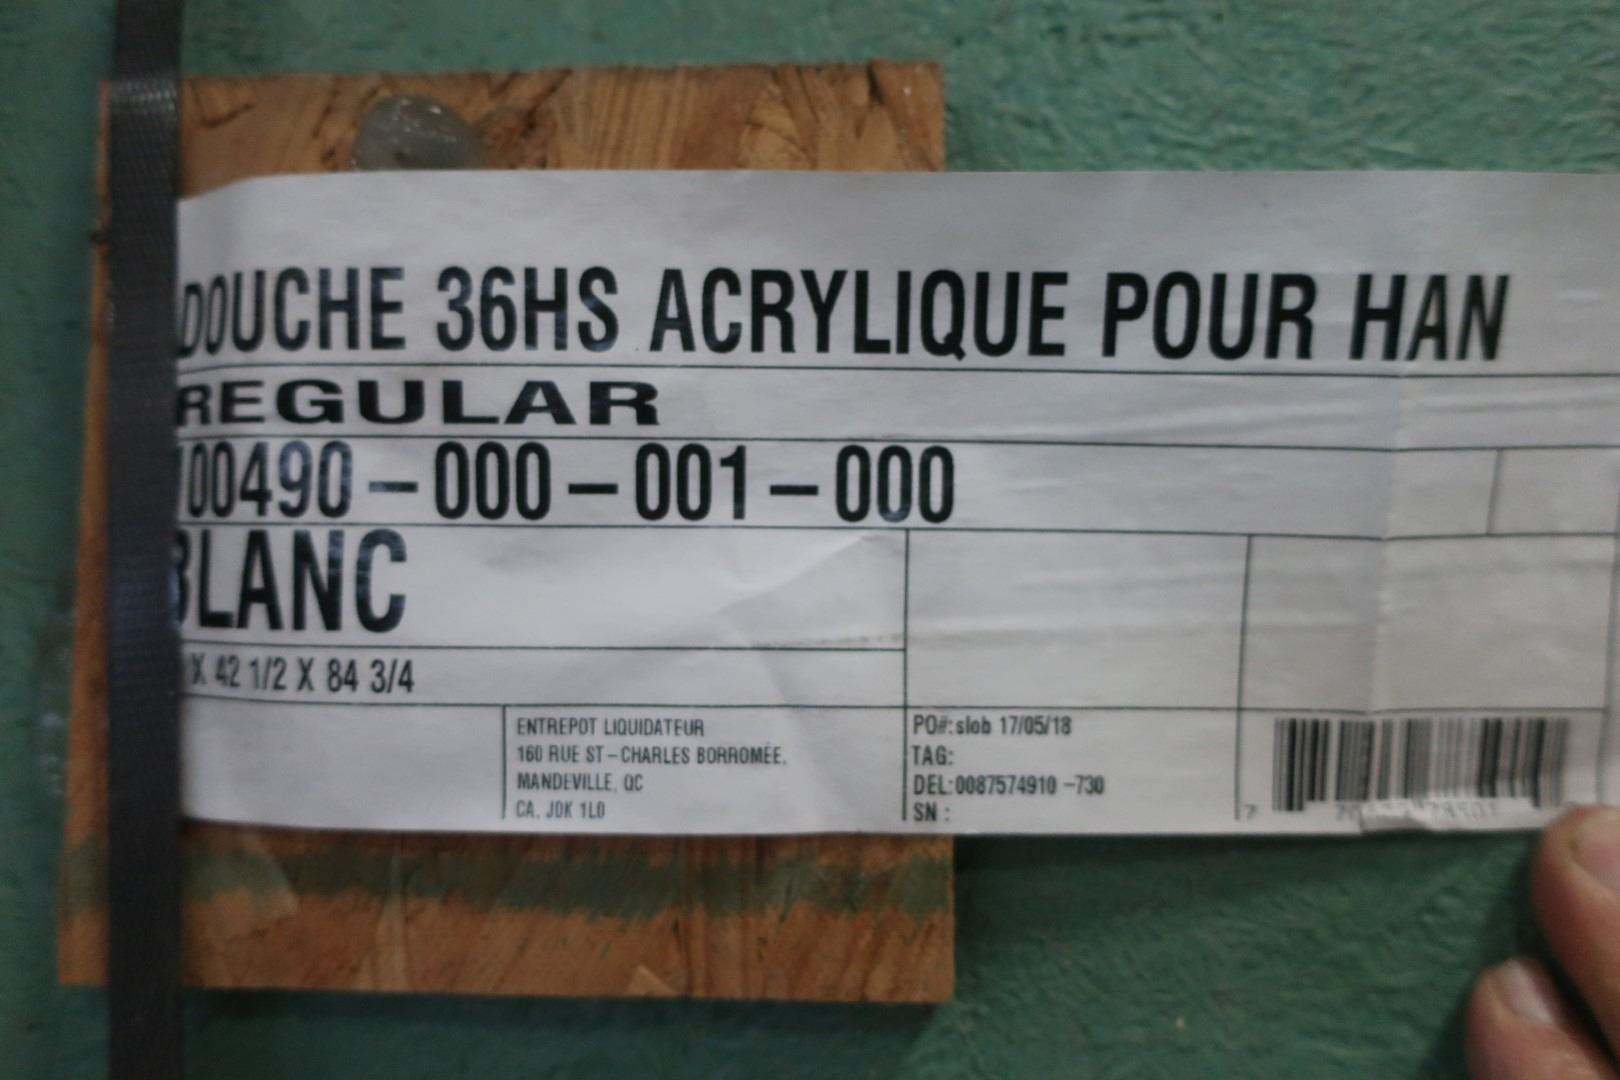 DOUCHE 36HS ACRYLIQUE POUR HAN
REGULAR
100490-000-001-000
BLANC
X 42 1/2 X 84 3/4
ENTREPOT LIQUIDATEUR
160 RUE ST-CHARLES BORROMÉE,
MANDEVILLE, QC
CA, J0K 1L0
PO#:slob 17/05/18
TAG:
DEL:0087574910 -730
SN :
7